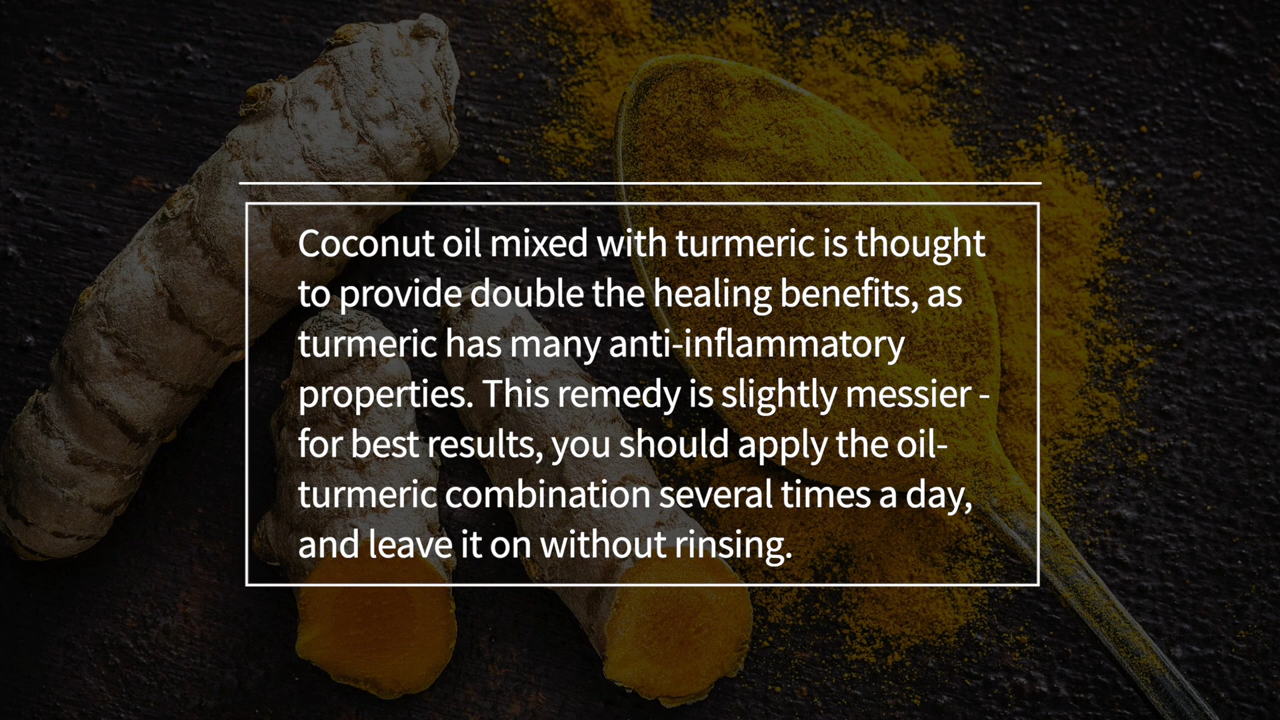 Coconut oil mixed with turmeric is thought
to provide double the healing benefits, as
turmeric has many anti-inflammatory
properties. This remedy is slightly messier -
for best results, you should apply the oil-
turmeric combination several times a day,
and leave it on without rinsing.